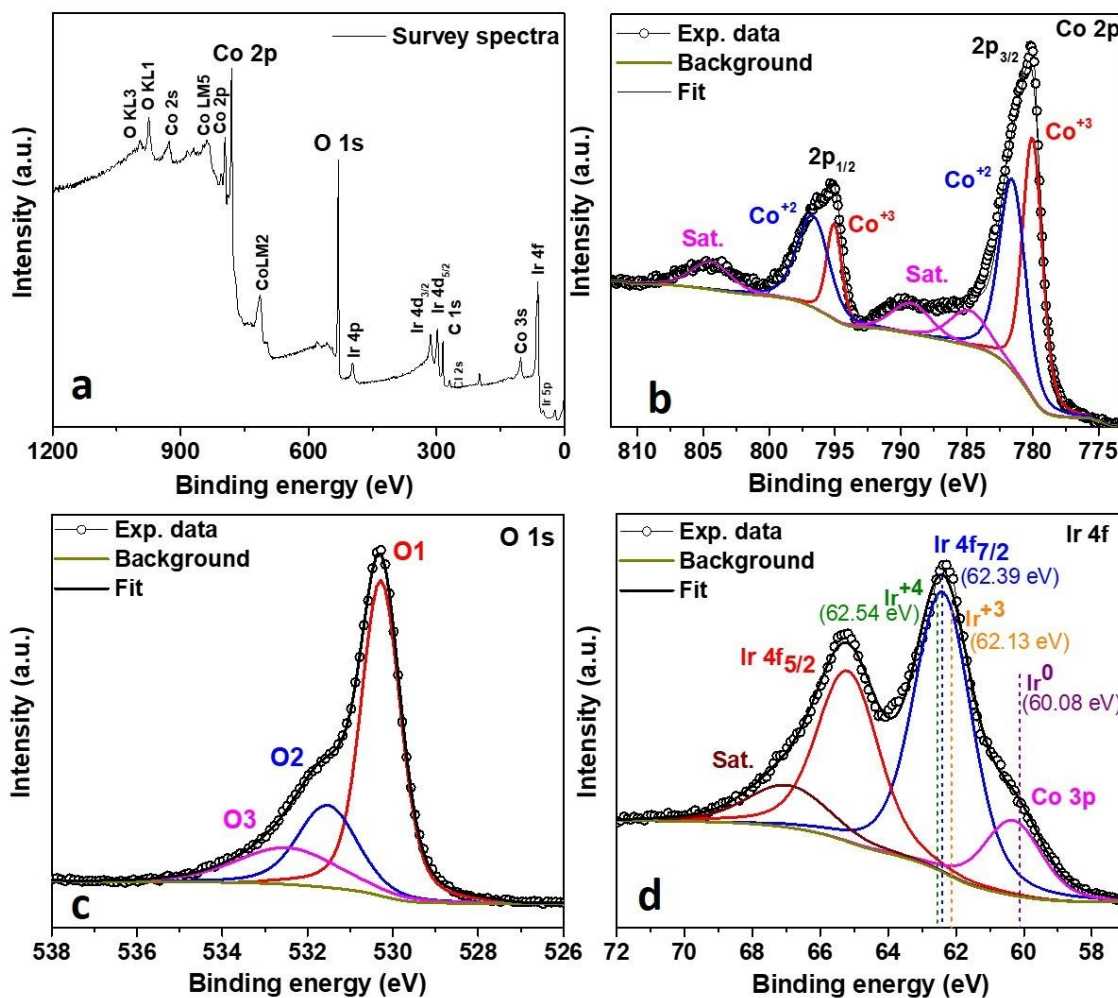 Survey spectra
Co 2p
O KL3
O KL1
Co 2s
Co LM5
Co 2p
O 1s
CoLM2
Ir 4p
Ir 4d3/2
Ir 4d5/2
C 1s
Cl 2s
Co 3s
Ir 4f
Ir 5p
a
Intensity (a.u.)
1200 900 600 300 0
Binding energy (eV)
Exp. data
Background
Fit
Co 2p
2p3/2
Co+3
Co+2
2p1/2
Co+2
Co+3
Sat.
Sat.
b
Intensity (a.u.)
810 805 800 795 790 785 780 775
Binding energy (eV)
Exp. data
Background
Fit
O 1s
O1
O2
O3
c
Intensity (a.u.)
538 536 534 532 530 528 526
Binding energy (eV)
Exp. data
Background
Fit
Ir 4f
Ir 4f7/2
(62.39 eV)
Ir+4
(62.54 eV)
Ir+3
(62.13 eV)
Ir 4f5/2
Ir0
(60.08 eV)
Sat.
Co 3p
d
Intensity (a.u.)
72 70 68 66 64 62 60 58
Binding energy (eV)